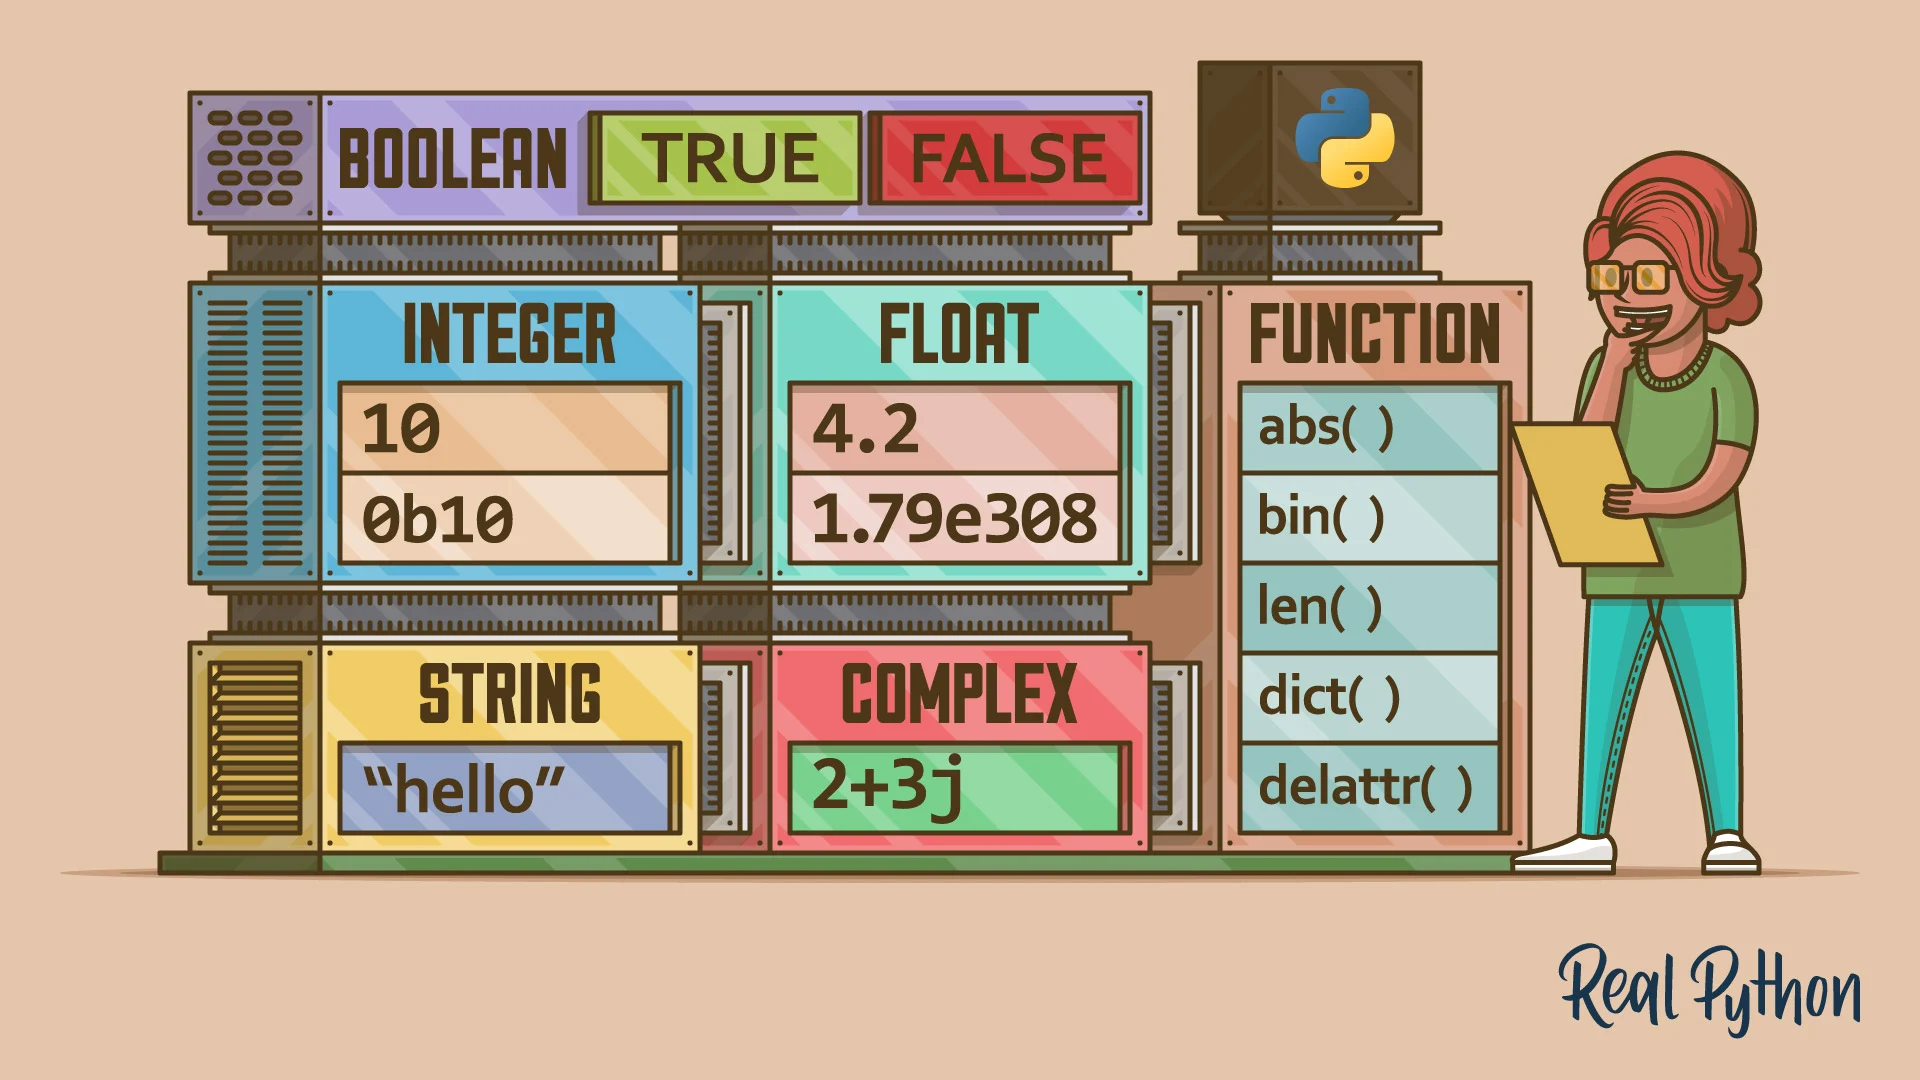 BOOLEAN TRUE FALSE
INTEGER
10
0b10
FLOAT
4.2
1.79e308
FUNCTION
abs( )
bin( )
len( )
dict( )
delattr( )
STRING
“hello”
COMPLEX
2+3j
Real Python